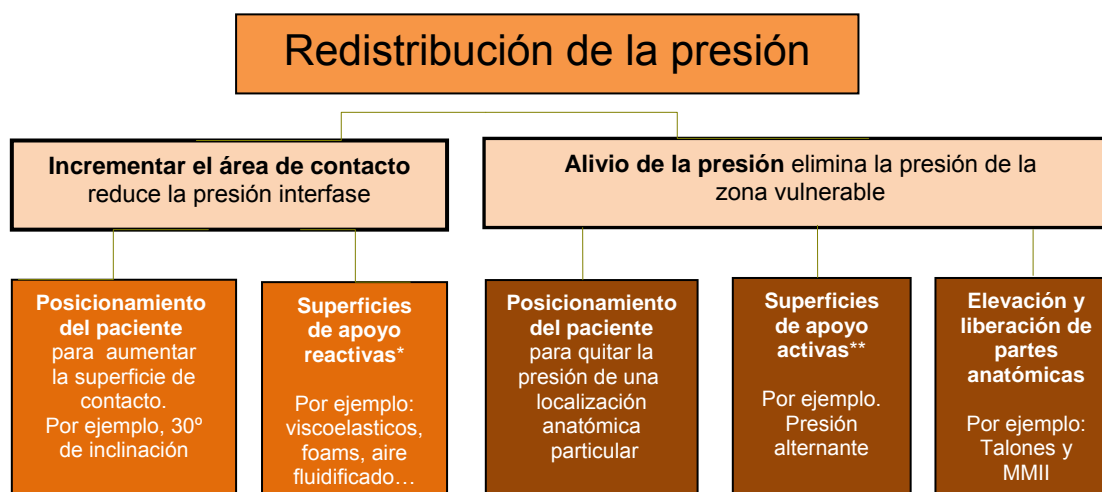 Redistribución de la presión
Incrementar el área de contacto
reduce la presión interfase
Alivio de la presión elimina la presión de la
zona vulnerable
Posicionamiento
del paciente
para aumentar
la superficie de
contacto.
Por ejemplo, 30º
de inclinación
Superficies
de apoyo
reactivas*
Por ejemplo:
viscoelasticos,
foams, aire
fluidificado…
Posicionamiento
del paciente
para quitar la
presión de una
localización
anatómica
particular
Superficies
de apoyo
activas**
Por ejemplo.
Presión
alternante
Elevación y
liberación de
partes
anatómicas
Por ejemplo:
Talones y
MMII